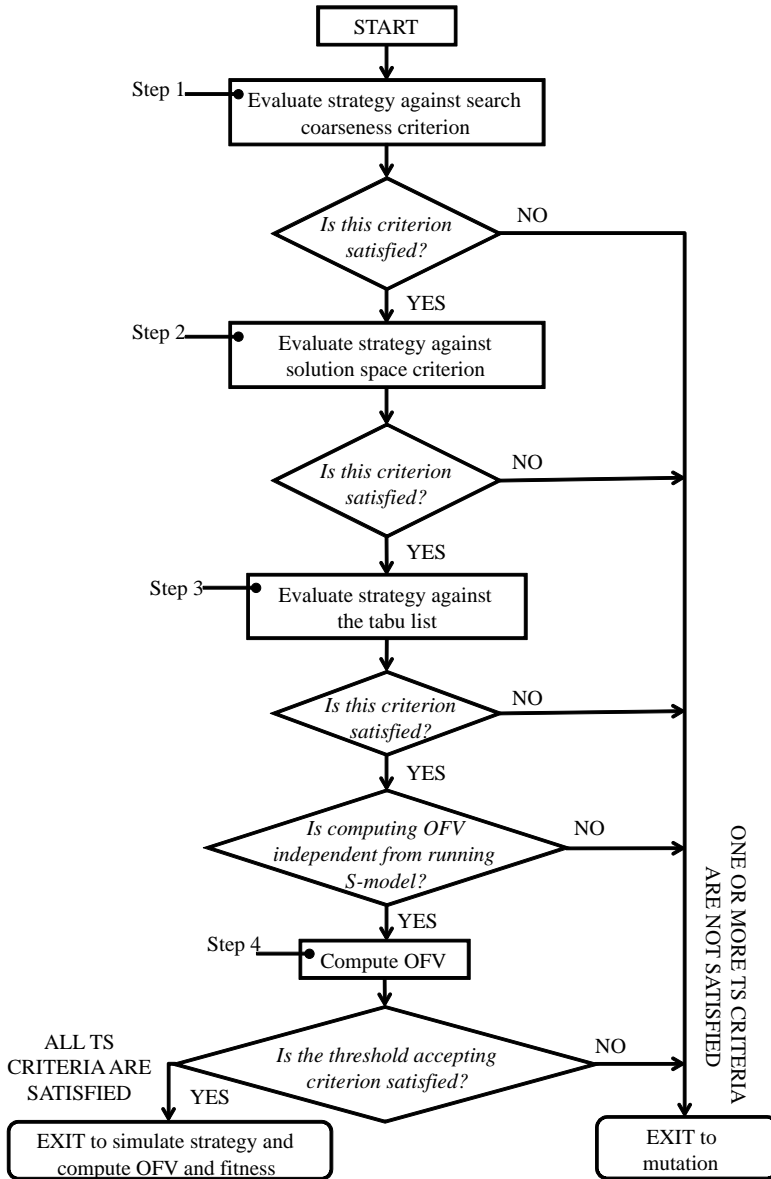 START
Step 1
Evaluate strategy against search
coarseness criterion
Is this criterion
satisfied?
NO
YES
Step 2
Evaluate strategy against
solution space criterion
Is this criterion
satisfied?
NO
YES
Step 3
Evaluate strategy against
the tabu list
Is this criterion
satisfied?
NO
YES
Is computing OFV
independent from running
S-model?
NO
YES
Step 4
Compute OFV
Is the threshold accepting
criterion satisfied?
NO
YES
ALL TS
CRITERIA ARE
SATISFIED
ONE OR MORE TS CRITERIA
ARE NOT SATISFIED
EXIT to simulate strategy and
compute OFV and fitness
EXIT to
mutation